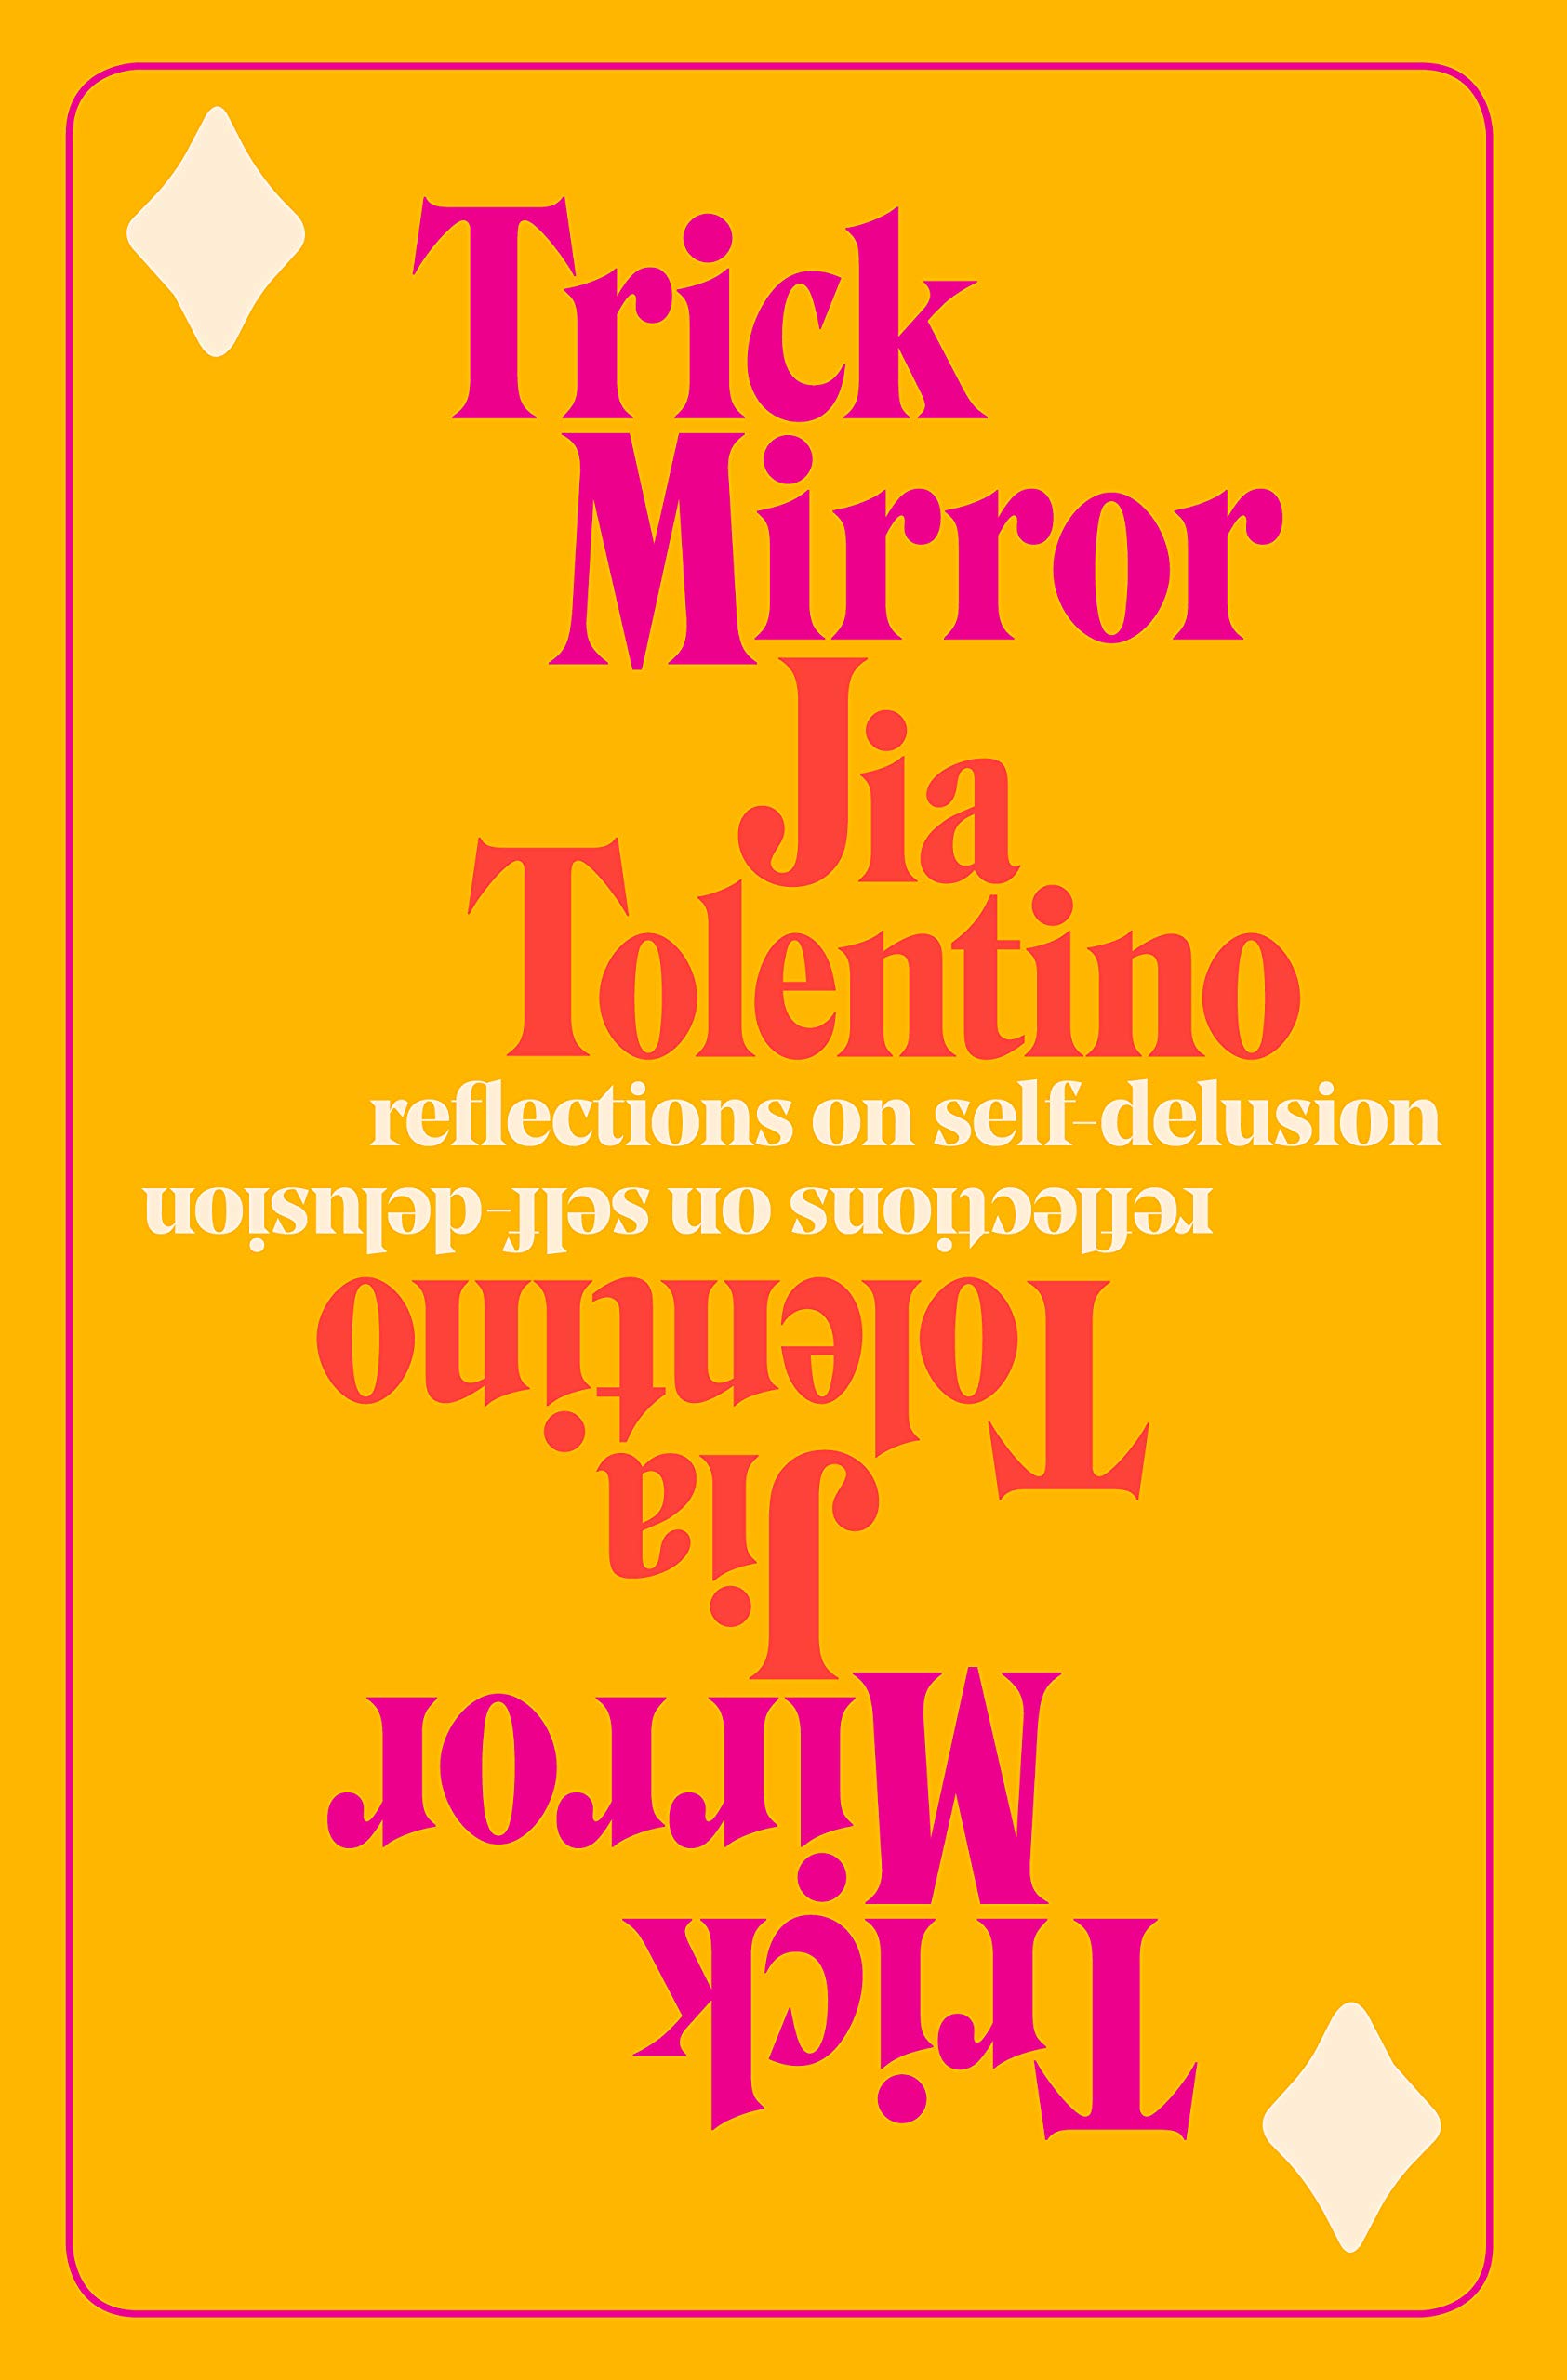 Trick
Mirror
Jia
Tolentino
reflections on self-delusion
Trick
Mirror
Jia
Tolentino
reflections on self-delusion